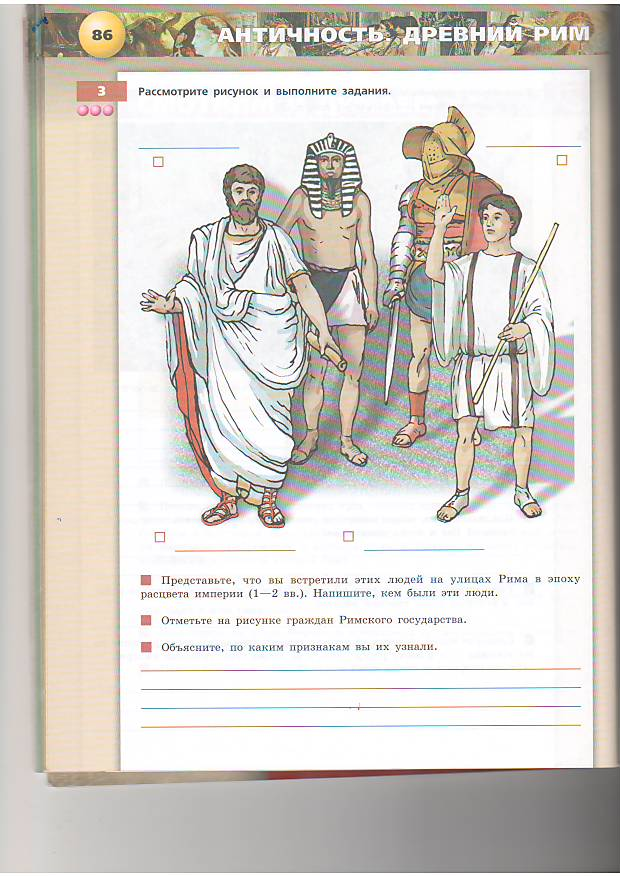 86
АНТИЧНОСТЬ. ДРЕВНИЙ РИМ
3
Рассмотрите рисунок и выполните задания.
Представьте, что вы встретили этих людей на улицах Рима в эпоху
расцвета империи (1—2 вв.). Напишите, кем были эти люди.
Отметьте на рисунке граждан Римского государства.
Объясните, по каким признакам вы их узнали.